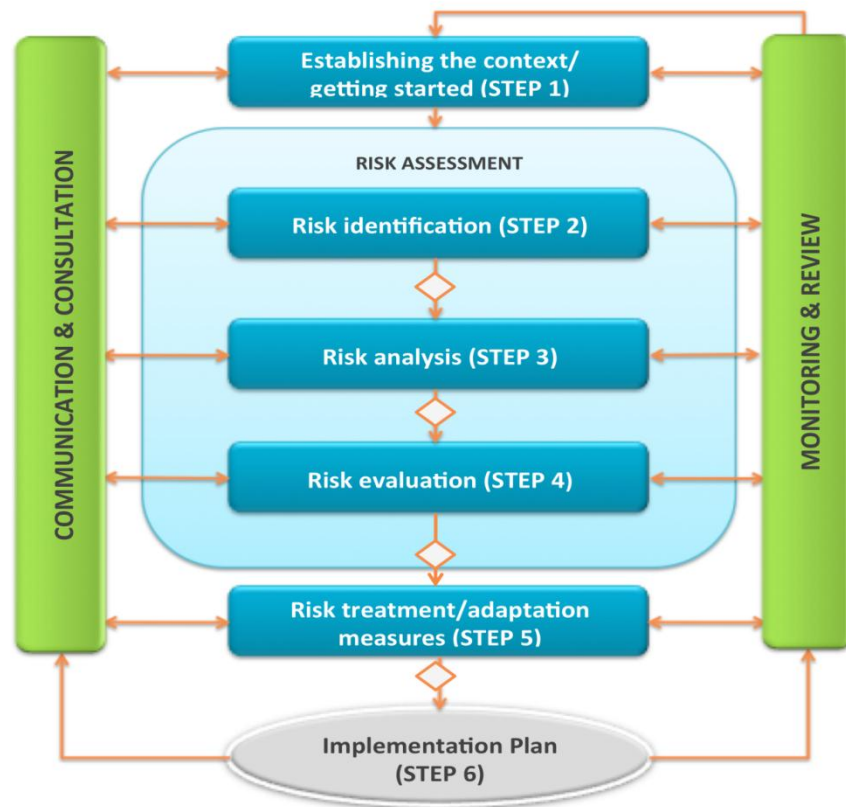 Establishing the context/
getting started (STEP 1)
COMMUNICATION & CONSULTATION
MONITORING & REVIEW
RISK ASSESSMENT
Risk identification (STEP 2)
Risk analysis (STEP 3)
Risk evaluation (STEP 4)
Risk treatment/adaptation
measures (STEP 5)
Implementation Plan
(STEP 6)